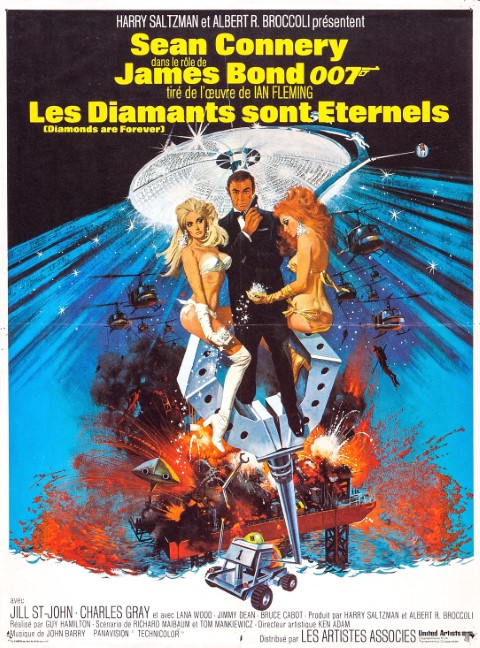 HARRY SALTZMAN et ALBERT R. BROCCOLI présentent
Sean Connery
dans le rôle de
James Bond 007
tiré de l'œuvre de IAN FLEMING
Les Diamants sont Eternels
(Diamonds are Forever)
avec
JILL ST-JOHN · CHARLES GRAY et avec LANA WOOD · JIMMY DEAN · BRUCE CABOT · Produit par HARRY SALTZMAN et ALBERT R. BROCCOLI
Réalisé par GUY HAMILTON · Scenario de RICHARD MAIBAUM et TOM MANKIEWICZ · Directeur artistique KEN ADAM
Musique de JOHN BARRY PANAVISION® TECHNICOLOR® Distribué par LES ARTISTES ASSOCIES United Artists